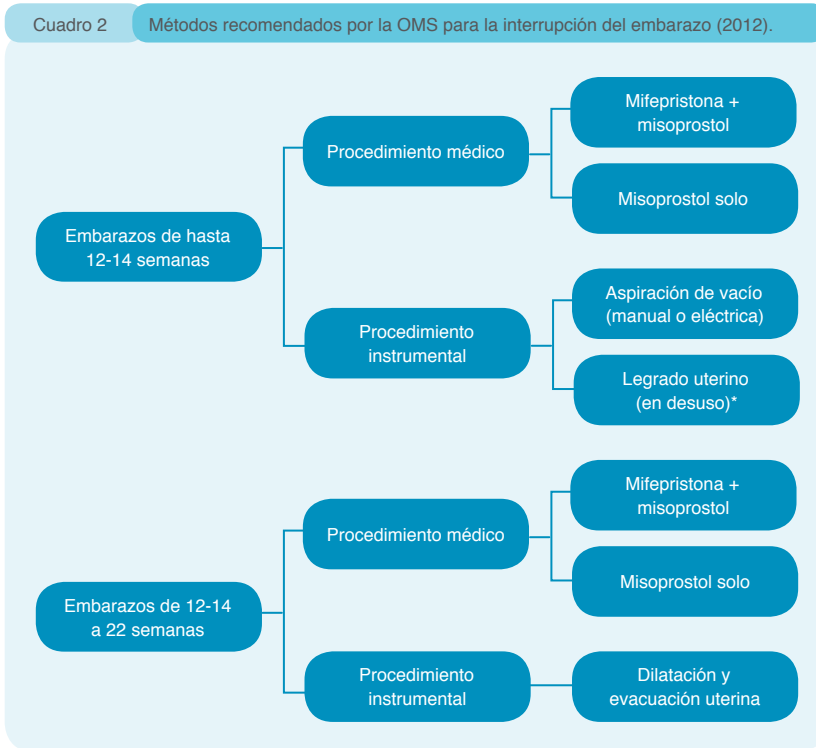 Cuadro 2
Métodos recomendados por la OMS para la interrupción del embarazo (2012).
Embarazos de hasta
12-14 semanas
Procedimiento médico
Mifepristona +
misoprostol
Misoprostol solo
Procedimiento
instrumental
Aspiración de vacío
(manual o eléctrica)
Legrado uterino
(en desuso)*
Embarazos de 12-14
a 22 semanas
Procedimiento médico
Mifepristona +
misoprostol
Misoprostol solo
Procedimiento
instrumental
Dilatación y
evacuación uterina